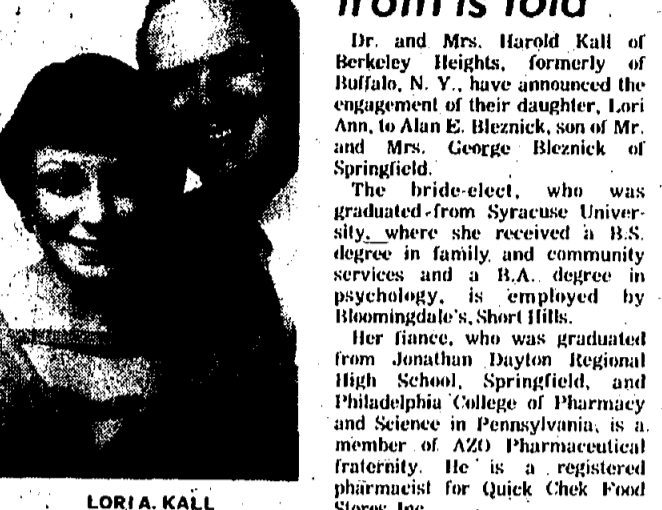 from is told
LORI A. KALL
Dr. and Mrs. Harold Kall of
Berkeley Heights, formerly of
Buffalo, N. Y., have announced the
engagement of their daughter, Lori
Ann, to Alan E. Bleznick, son of Mr.
and Mrs. George Bleznick of
Springfield.
The bride-elect, who was
graduated from Syracuse Univer-
sity, where she received a B.S.
degree in family and community
services and a B.A. degree in
psychology, is employed by
Bloomingdale's, Short Hills.
Her fiance, who was graduated
from Jonathan Dayton Regional
High School, Springfield, and
Philadelphia College of Pharmacy
and Science in Pennsylvania, is a
member of AZO Pharmaceutical
fraternity. He is a registered
pharmacist for Quick Chek Food
Stores, Inc.